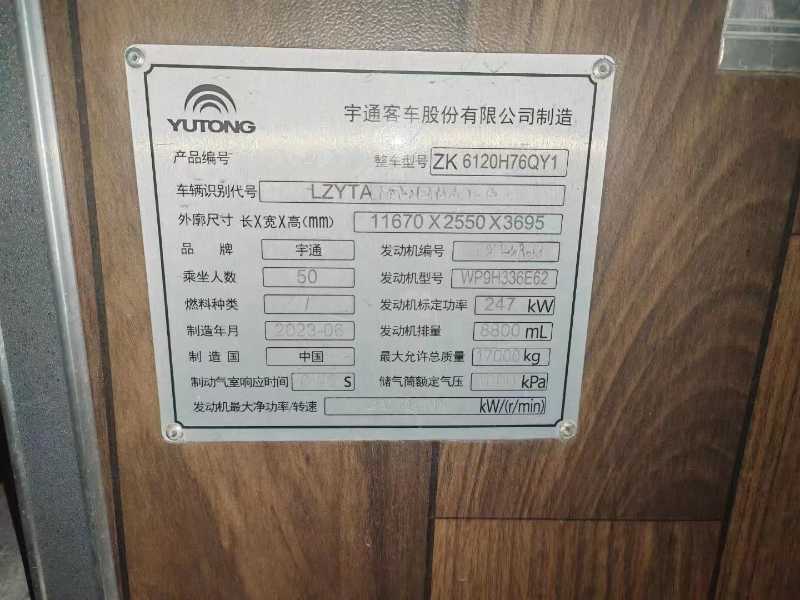 YUTONG
宇通客车股份有限公司制造
产品编号 整车型号 ZK 6120H76QY1
车辆识别代号 LZYTA
外廓尺寸 长X宽X高(mm) 11670X2550X3695
品牌 宇通 发动机编号
乘坐人数 50 发动机型号 WP9H336E62
燃料种类 / 发动机标定功率 247 kW
制造年月 2023-06 发动机排量 8800 mL
制造国 中国 最大允许总质量 17000 kg
制动气室响应时间 S 储气筒额定气压 kPa
发动机最大净功率/转速 kW/(r/min)